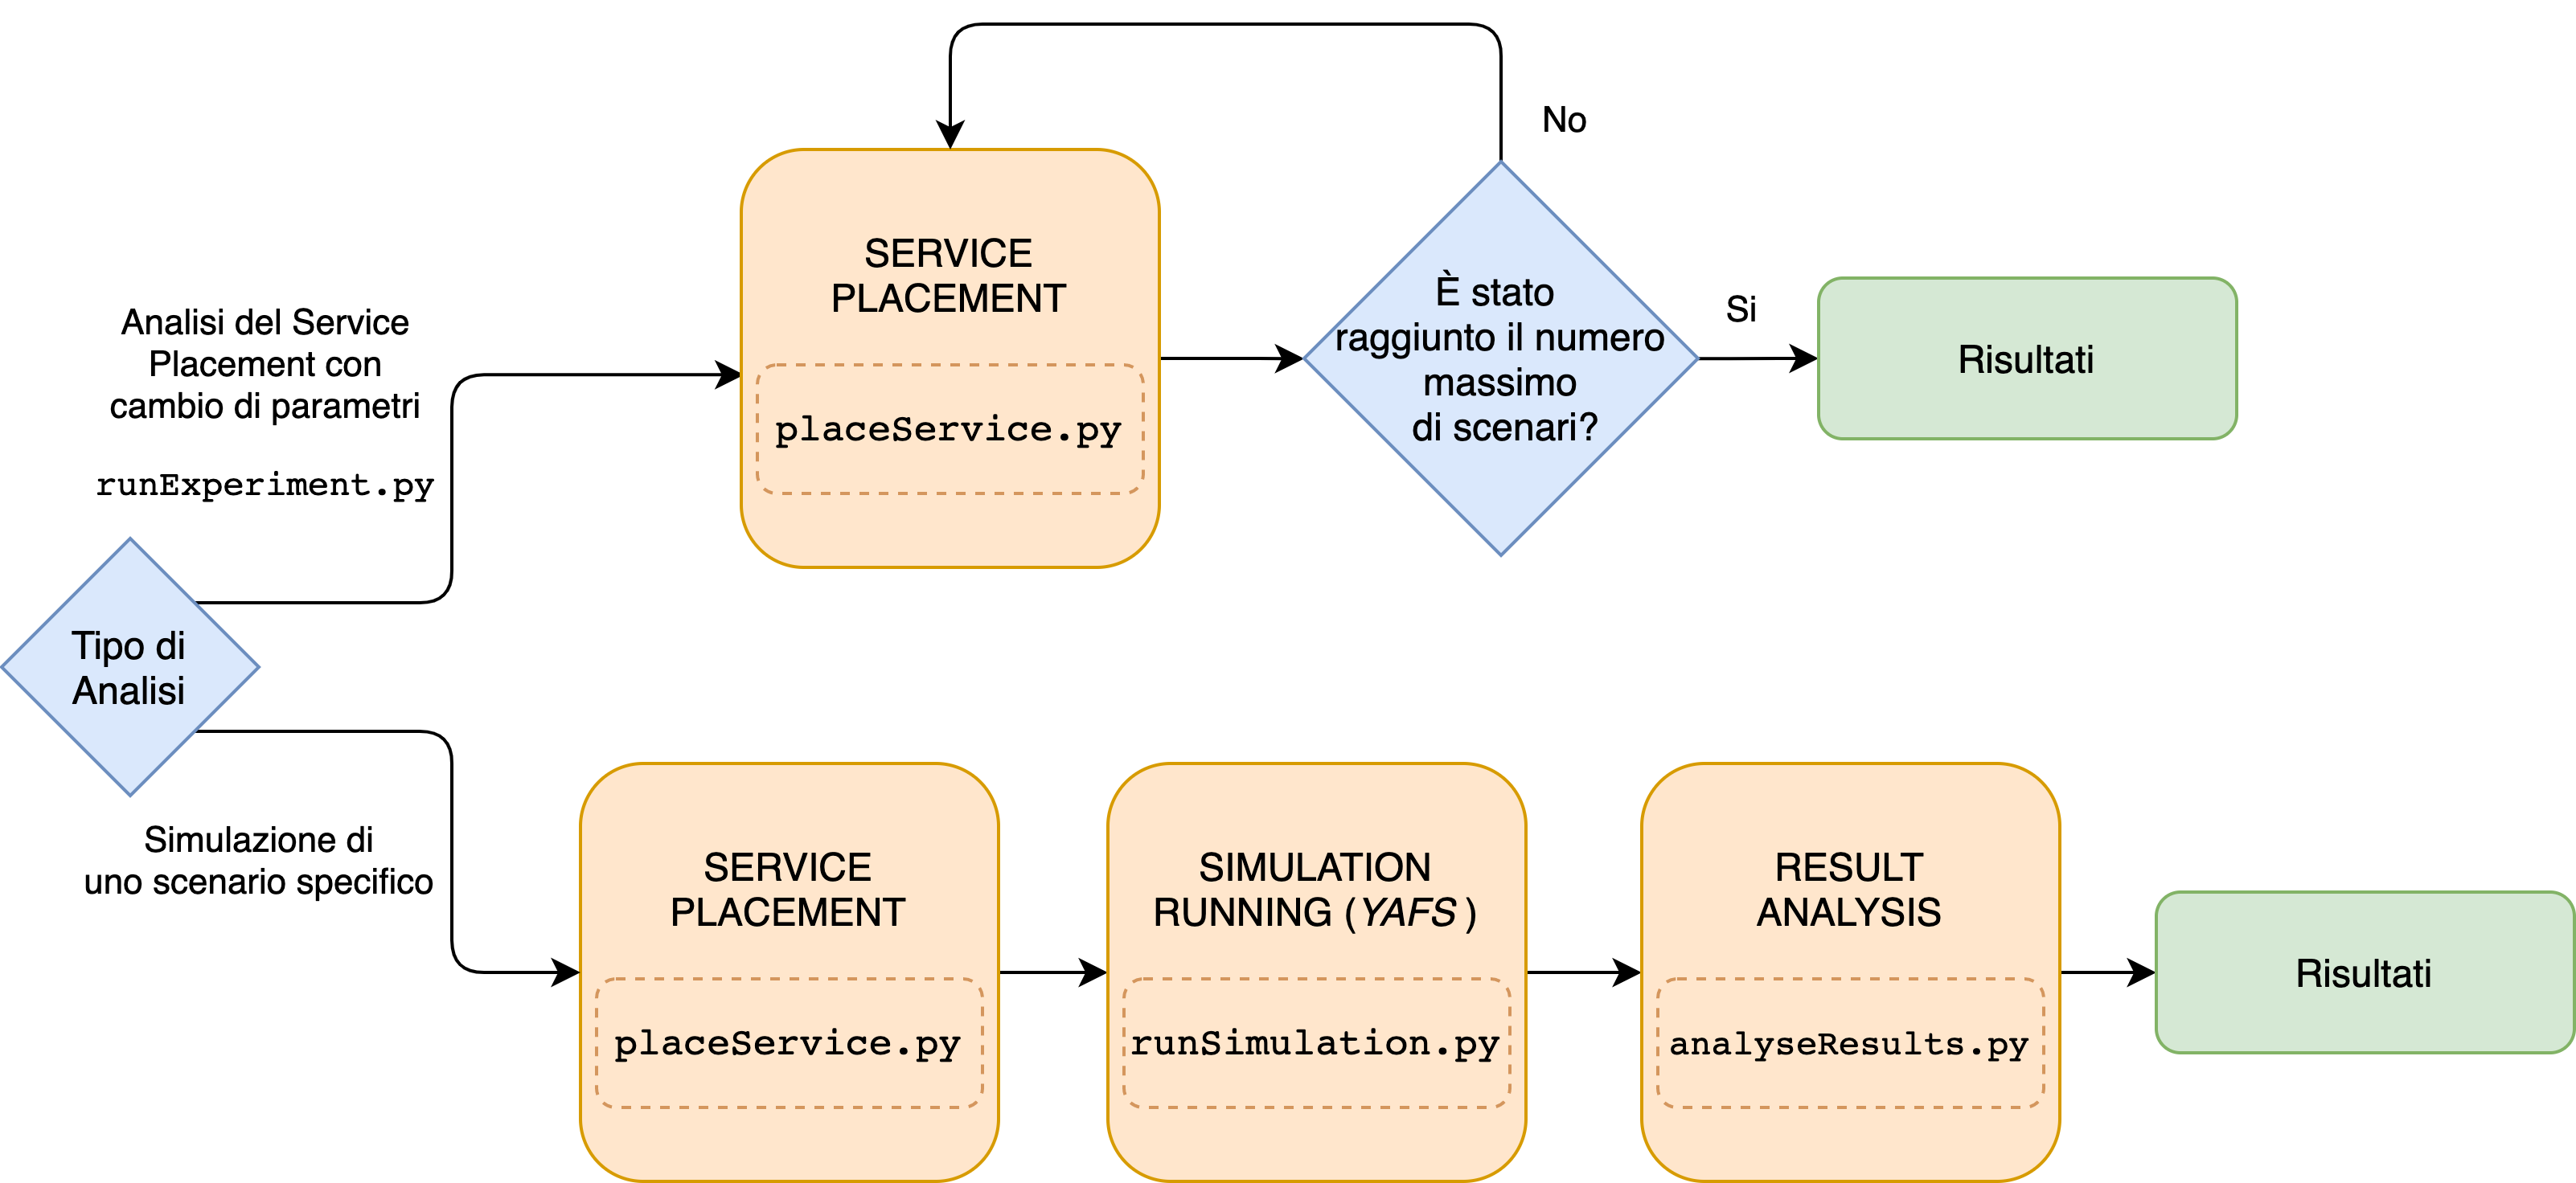 No
SERVICE
PLACEMENT
placeService.py
È stato
raggiunto il numero
massimo
di scenari?
Si
Risultati
Analisi del Service
Placement con
cambio di parametri
runExperiment.py
Tipo di
Analisi
Simulazione di
uno scenario specifico
SERVICE
PLACEMENT
placeService.py
SIMULATION
RUNNING (YAFS )
runSimulation.py
RESULT
ANALYSIS
analyseResults.py
Risultati